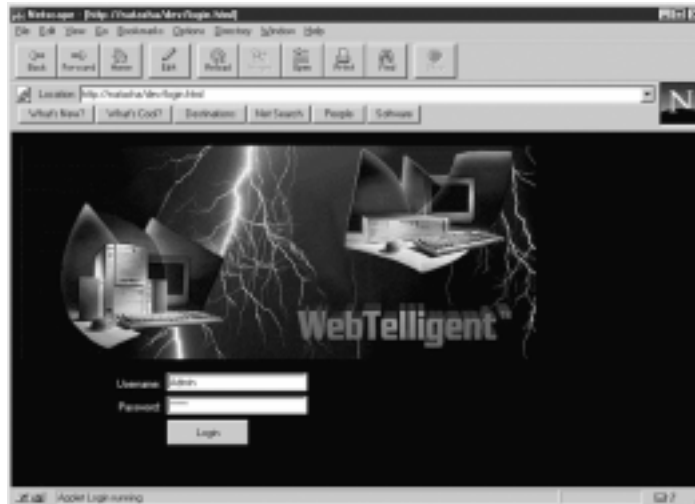 Netscape - [http://natasha/dev/login.html]
File Edit View Go Bookmarks Options Directory Window Help
Back Forward Home Edit Reload Open Print Find
Location: http://natasha/dev/login.html
N
What's New? What's Cool? Destinations Net Search People Software
WebTelligent™
Username: Admin
Password:
Login
Applet Login running